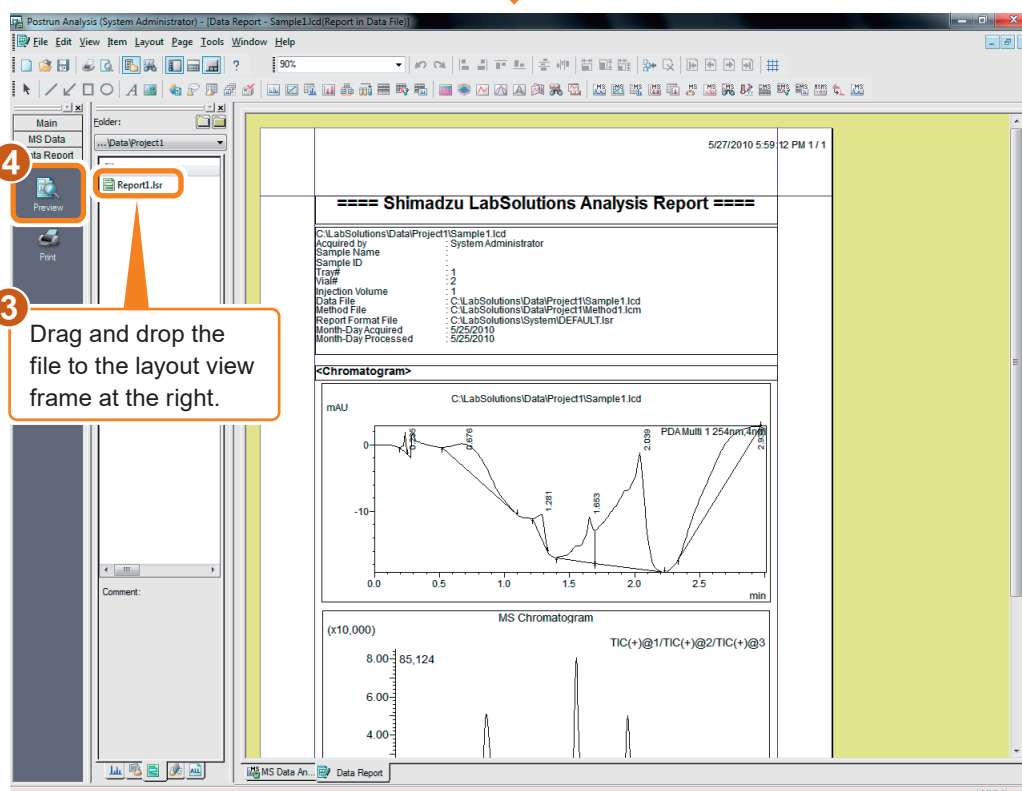 Postrun Analysis (System Administrator) - [Data Report - Sample1.lcd(Report in Data File)]
File Edit View Item Layout Page Tools Window Help
90%
Main
MS Data
Data Report
4
Preview
Print
Folder:
...\Data\Project1
Report1.lsr
3
Drag and drop the
file to the layout view
frame at the right.
Comment:
5/27/2010 5:59:12 PM 1 / 1
==== Shimadzu LabSolutions Analysis Report ====
C:\LabSolutions\Data\Project1\Sample1.lcd
Acquired by : System Administrator
Sample Name :
Sample ID :
Tray# : 1
Vial# : 2
Injection Volume : 1
Data File : C:\LabSolutions\Data\Project1\Sample1.lcd
Method File : C:\LabSolutions\Data\Project1\Method1.lcm
Report Format File : C:\LabSolutions\System\DEFAULT.lsr
Month-Day Acquired : 5/25/2010
Month-Day Processed : 5/25/2010
<Chromatogram>
C:\LabSolutions\Data\Project1\Sample1.lcd
mAU
PDA Multi 1 254nm,4nm
0
-10
0.235
0.676
1.281
1.653
2.039
0.0 0.5 1.0 1.5 2.0 2.5
min
MS Chromatogram
(x10,000)
TIC(+)@1/TIC(+)@2/TIC(+)@3
8.00 85,124
6.00
4.00
MS Data An... Data Report